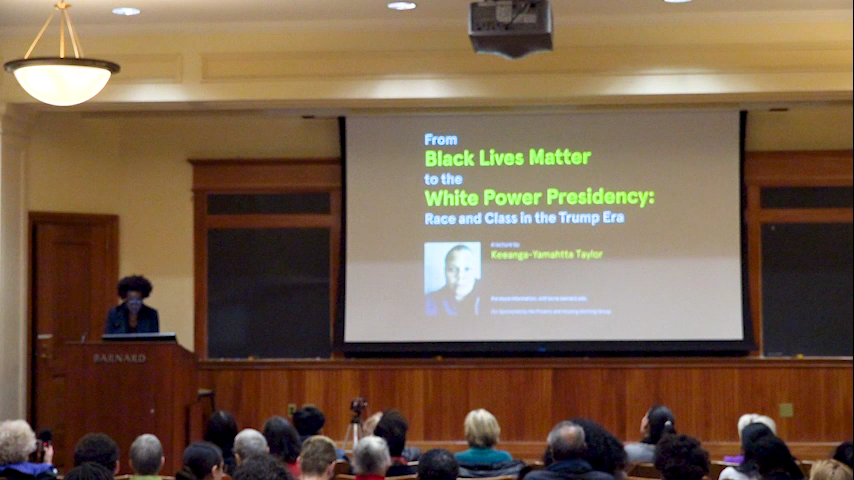 From
Black Lives Matter
to the
White Power Presidency:
Race and Class in the Trump Era
A lecture by
Keeanga-Yamahtta Taylor
BARNARD